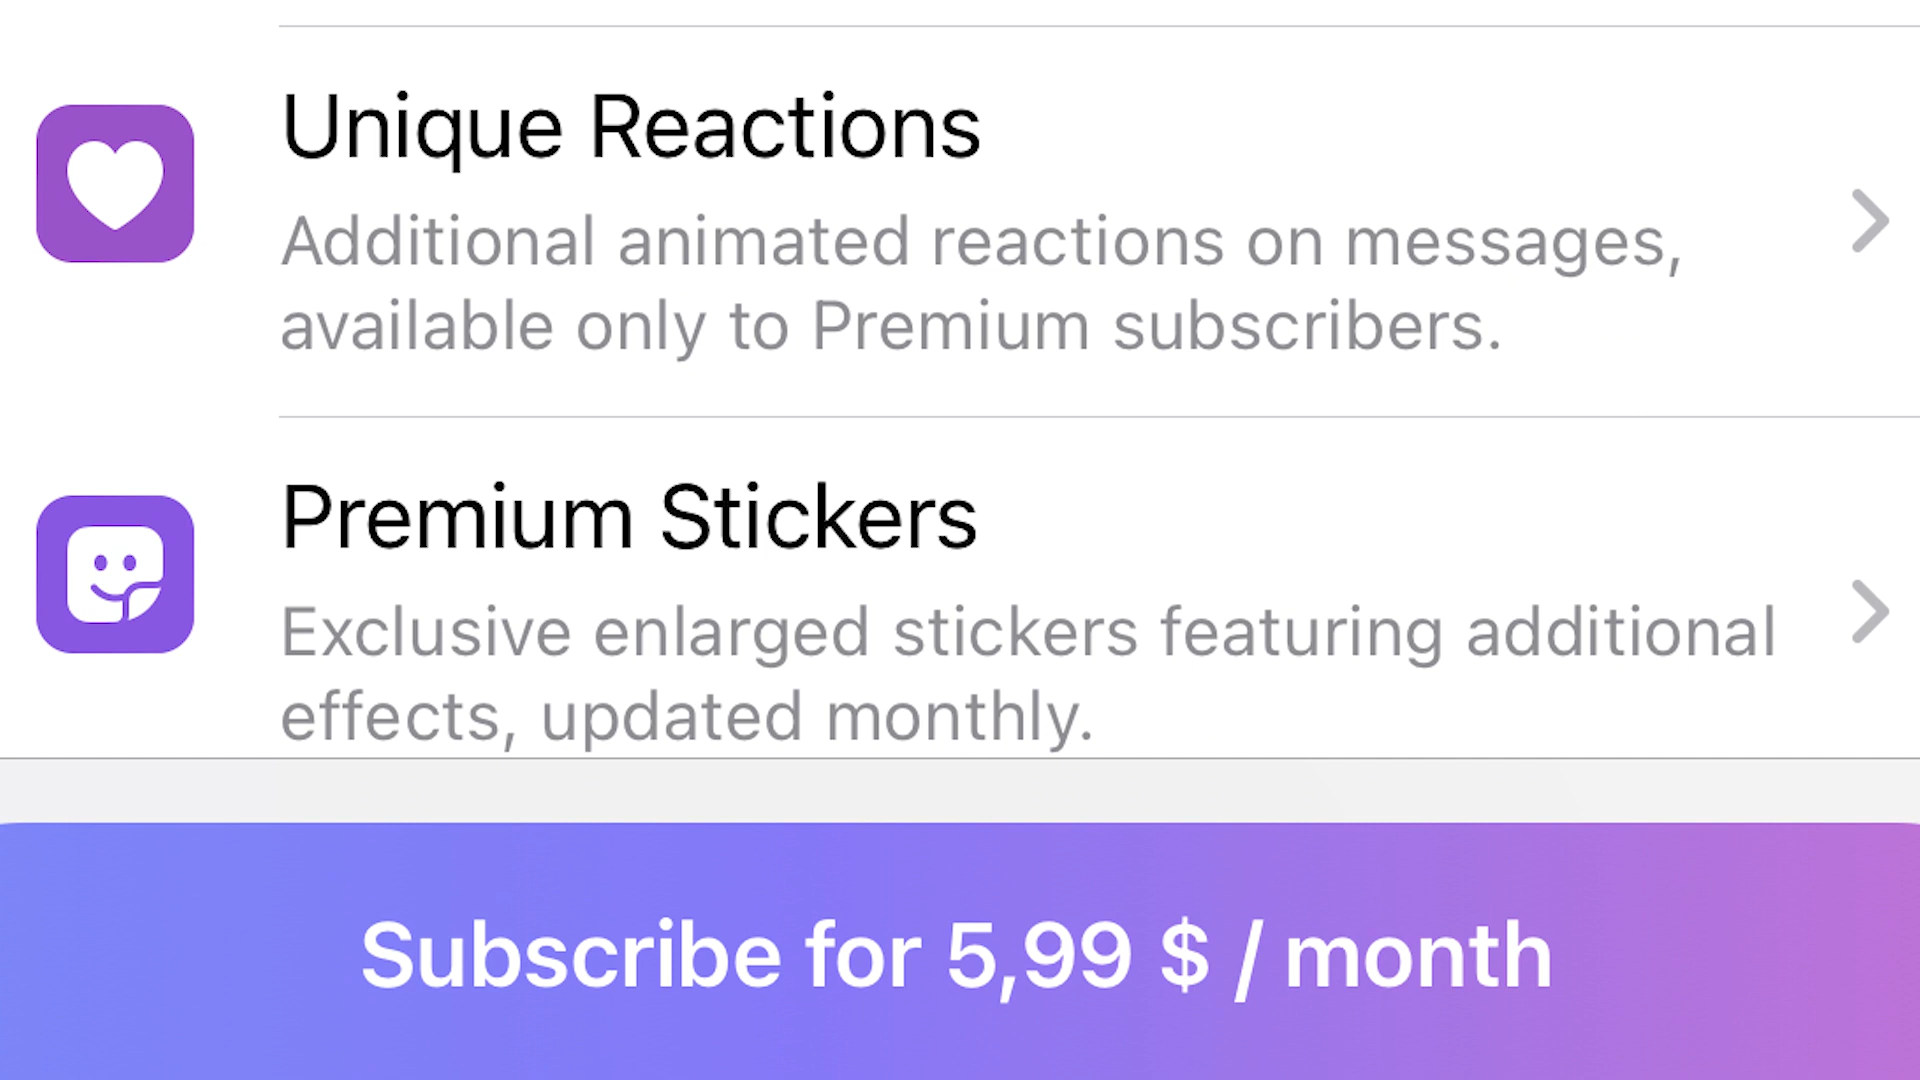 Unique Reactions
Additional animated reactions on messages,
available only to Premium subscribers.
Premium Stickers
Exclusive enlarged stickers featuring additional
effects, updated monthly.
Subscribe for 5,99 $ / month